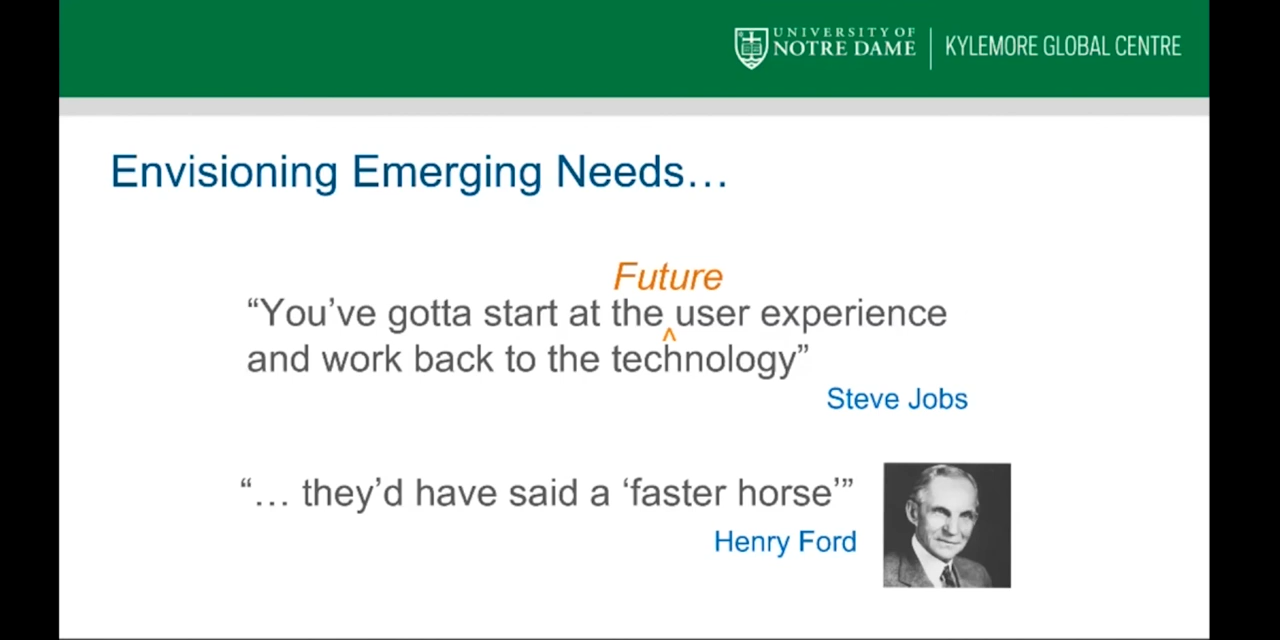 UNIVERSITY OF
NOTRE DAME
KYLEMORE GLOBAL CENTRE
Envisioning Emerging Needs…
Future
“You’ve gotta start at the user experience
^
and work back to the technology”
Steve Jobs
“… they’d have said a ‘faster horse’”
Henry Ford